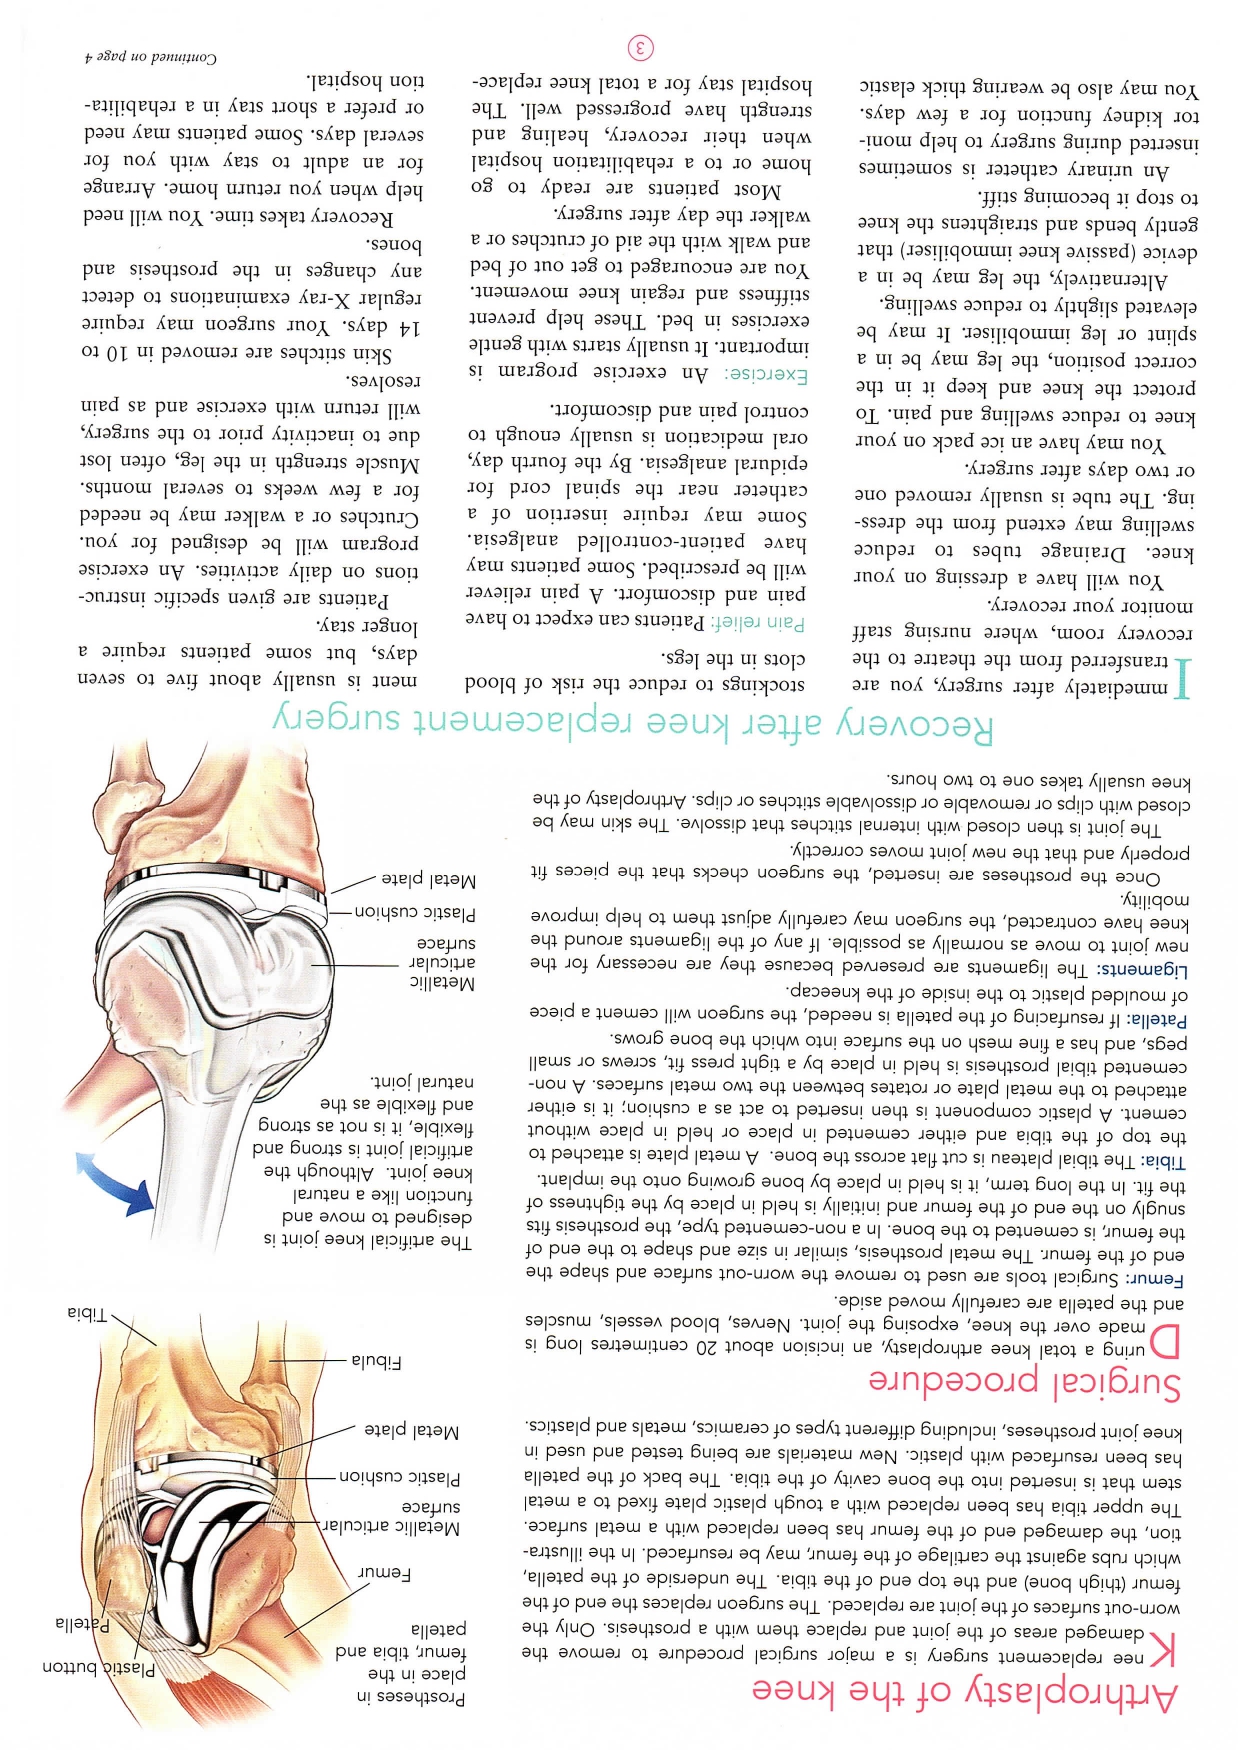 Arthroplasty of the knee
Knee replacement surgery is a major surgical procedure to remove the
damaged areas of the joint and replace them with a prosthesis. Only the
worn-out surfaces of the joint are replaced. The surgeon replaces the end of the
femur (thigh bone) and the top end of the tibia. The underside of the patella,
which rubs against the cartilage of the femur, may be resurfaced. In the illustra-
tion, the damaged end of the femur has been replaced with a metal surface.
The upper tibia has been replaced with a tough plastic plate fixed to a metal
stem that is inserted into the bone cavity of the tibia. The back of the patella
has been resurfaced with plastic. New materials are being tested and used in
knee joint prostheses, including different types of ceramics, metals and plastics.
Prostheses in
place in the
femur, tibia and
patella
Plastic button
Patella
Femur
Metallic articular
surface
Plastic cushion
Metal plate
Fibula
Tibia
Surgical procedure
During a total knee arthroplasty, an incision about 20 centimetres long is
made over the knee, exposing the joint. Nerves, blood vessels, muscles
and the patella are carefully moved aside.
Femur: Surgical tools are used to remove the worn-out surface and shape the
end of the femur. The metal prosthesis, similar in size and shape to the end of
the femur, is cemented to the bone. In a non-cemented type, the prosthesis fits
snugly on the end of the femur and initially is held in place by the tightness of
the fit. In the long term, it is held in place by bone growing onto the implant.
Tibia: The tibial plateau is cut flat across the bone. A metal plate is attached to
the top of the tibia and either cemented in place or held in place without
cement. A plastic component is then inserted to act as a cushion; it is either
attached to the metal plate or rotates between the two metal surfaces. A non-
cemented tibial prosthesis is held in place by a tight press fit, screws or small
pegs, and has a fine mesh on the surface into which the bone grows.
Patella: If resurfacing of the patella is needed, the surgeon will cement a piece
of moulded plastic to the inside of the kneecap.
Ligaments: The ligaments are preserved because they are necessary for the
new joint to move as normally as possible. If any of the ligaments around the
knee have contracted, the surgeon may carefully adjust them to help improve
mobility.
Once the prostheses are inserted, the surgeon checks that the pieces fit
properly and that the new joint moves correctly.
The joint is then closed with internal stitches that dissolve. The skin may be
closed with clips or removable or dissolvable stitches or clips. Arthroplasty of the
knee usually takes one to two hours.
The artificial knee joint is
designed to move and
function like a natural
knee joint. Although the
artificial joint is strong and
flexible, it is not as strong
and flexible as the
natural joint.
Metallic
articular
surface
Plastic cushion
Metal plate
Recovery after knee replacement surgery
Immediately after surgery, you are
transferred from the theatre to the
recovery room, where nursing staff
monitor your recovery.
You will have a dressing on your
knee. Drainage tubes to reduce
swelling may extend from the dress-
ing. The tube is usually removed one
or two days after surgery.
You may have an ice pack on your
knee to reduce swelling and pain. To
protect the knee and keep it in the
correct position, the leg may be in a
splint or leg immobiliser. It may be
elevated slightly to reduce swelling.
Alternatively, the leg may be in a
device (passive knee immobiliser) that
gently bends and straightens the knee
to stop it becoming stiff.
An urinary catheter is sometimes
inserted during surgery to help moni-
tor kidney function for a few days.
You may also be wearing thick elastic
stockings to reduce the risk of blood
clots in the legs.
Pain relief: Patients can expect to have
pain and discomfort. A pain reliever
will be prescribed. Some patients may
have patient-controlled analgesia.
Some may require insertion of a
catheter near the spinal cord for
epidural analgesia. By the fourth day,
oral medication is usually enough to
control pain and discomfort.
Exercise: An exercise program is
important. It usually starts with gentle
exercises in bed. These help prevent
stiffness and regain knee movement.
You are encouraged to get out of bed
and walk with the aid of crutches or a
walker the day after surgery.
Most patients are ready to go
home or to a rehabilitation hospital
when their recovery, healing and
strength have progressed well. The
hospital stay for a total knee replace-
ment is usually about five to seven
days, but some patients require a
longer stay.
Patients are given specific instruc-
tions on daily activities. An exercise
program will be designed for you.
Crutches or a walker may be needed
for a few weeks to several months.
Muscle strength in the leg, often lost
due to inactivity prior to the surgery,
will return with exercise and as pain
resolves.
Skin stitches are removed in 10 to
14 days. Your surgeon may require
regular X-ray examinations to detect
any changes in the prosthesis and
bones.
Recovery takes time. You will need
help when you return home. Arrange
for an adult to stay with you for
several days. Some patients may need
or prefer a short stay in a rehabilita-
tion hospital.
Continued on page 4
3